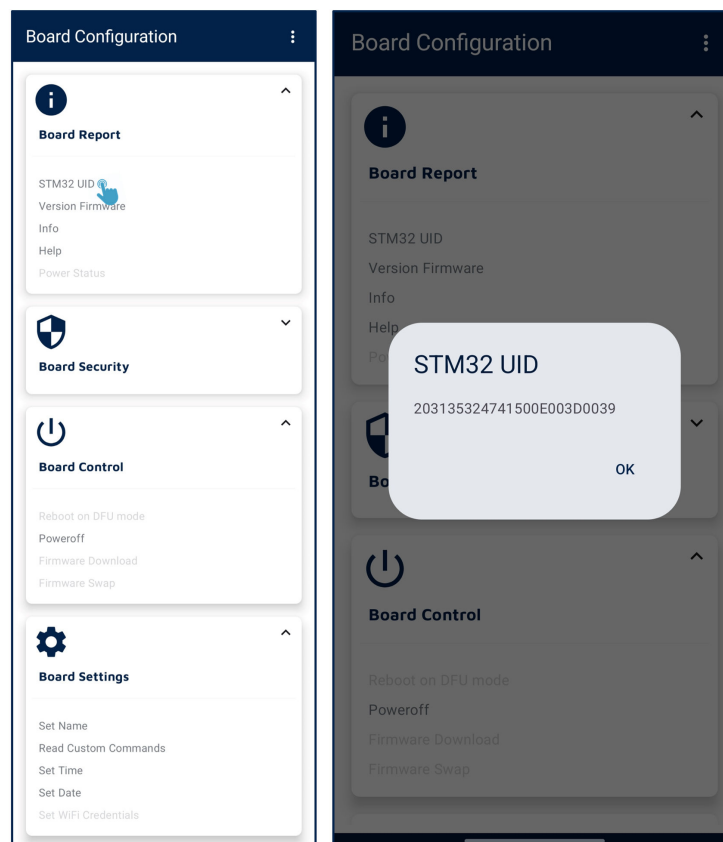 Board Configuration
Board Report
STM32 UID
Version Firmware
Info
Help
Power Status
Board Security
Board Control
Reboot on DFU mode
Poweroff
Firmware Download
Firmware Swap
Board Settings
Set Name
Read Custom Commands
Set Time
Set Date
Set WiFi Credentials
Board Configuration
Board Report
STM32 UID
Version Firmware
Info
Help
Po
STM32 UID
203135324741500E003D0039
OK
Bo
Board Control
Reboot on DFU mode
Poweroff
Firmware Download
Firmware Swap